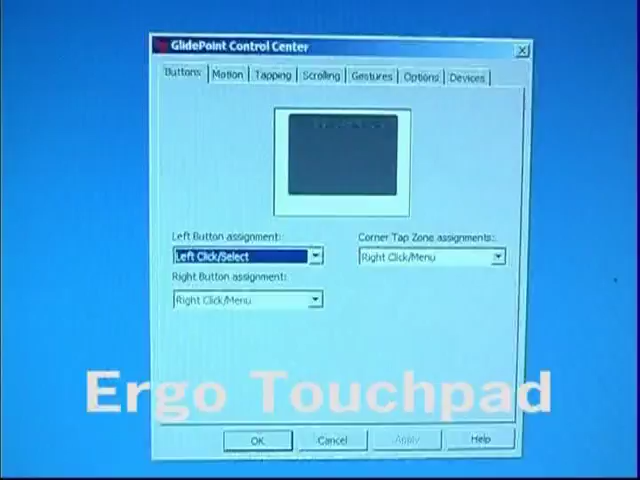 GlidePoint Control Center
Buttons Motion Tapping Scrolling Gestures Options Devices
Left Button assignment: Corner Tap Zone assignments:
Left Click/Select Right Click/Menu
Right Button assignment:
Right Click/Menu
Ergo Touchpad
OK Cancel Apply Help